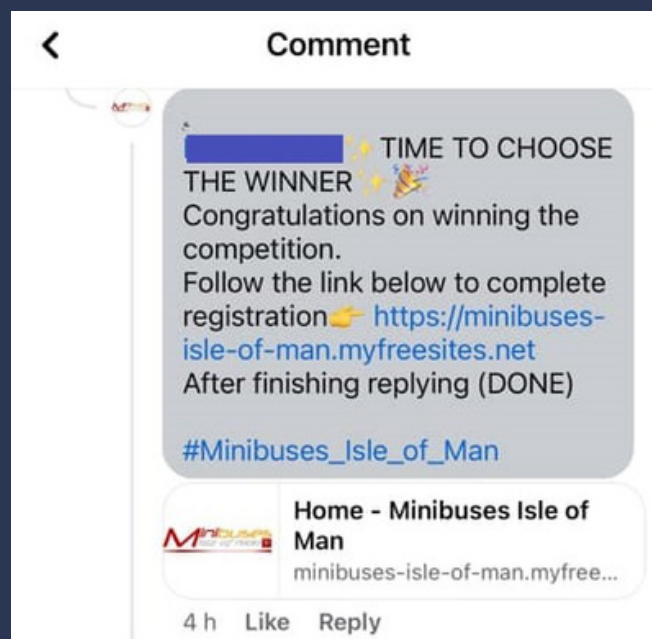 Comment
TIME TO CHOOSE
THE WINNER
Congratulations on winning the
competition.
Follow the link below to complete
registration👉 https://minibuses-
isle-of-man.myfreesites.net
After finishing replying (DONE)
#Minibuses_Isle_of_Man
Home - Minibuses Isle of
Man
minibuses-isle-of-man.myfree...
Minibuses
4 h Like Reply